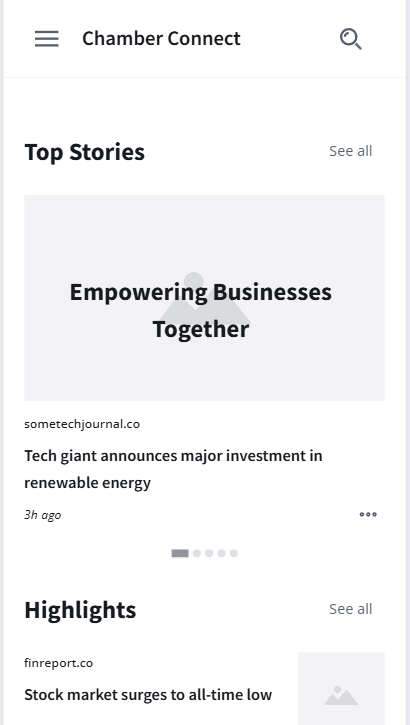 Chamber Connect
Top Stories
See all
Empowering Businesses
Together
sometechjournal.co
Tech giant announces major investment in
renewable energy
3h ago
Highlights
See all
finreport.co
Stock market surges to all-time low